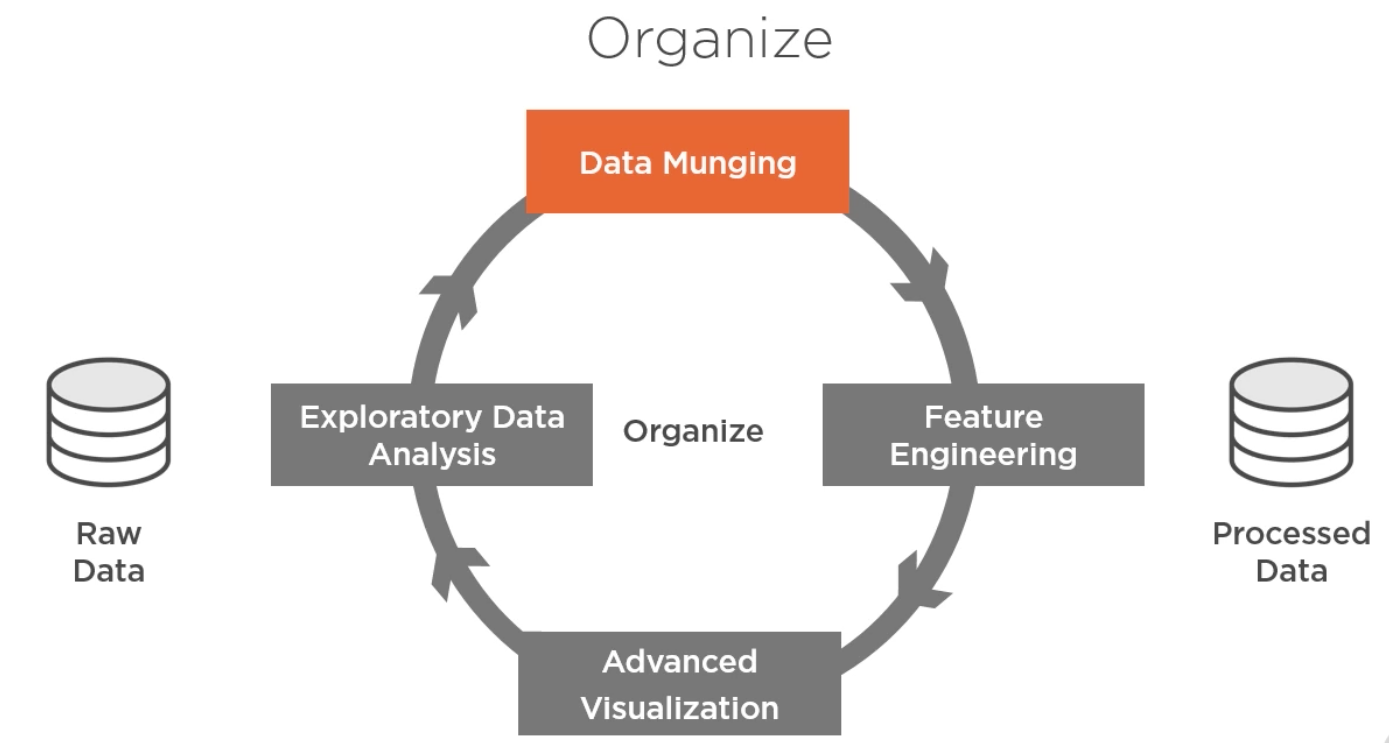 Organize
Data Munging
Exploratory Data
Analysis
Organize
Feature
Engineering
Raw
Data
Processed
Data
Advanced
Visualization